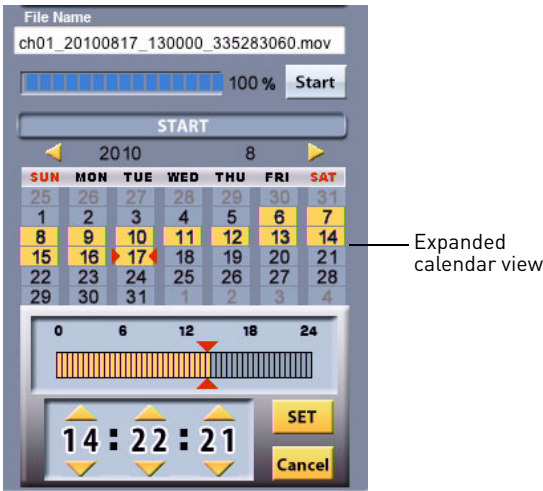 File Name
ch01_20100817_130000_335283060.mov
100 % Start
START
2010 8
SUN MON TUE WED THU FRI SAT
25 26 27 28 29 30 31
1 2 3 4 5 6 7
8 9 10 11 12 13 14
15 16 17 18 19 20 21
22 23 24 25 26 27 28
29 30 31 1 2 3 4
Expanded
calendar view
0 6 12 18 24
14:22:21
SET
Cancel